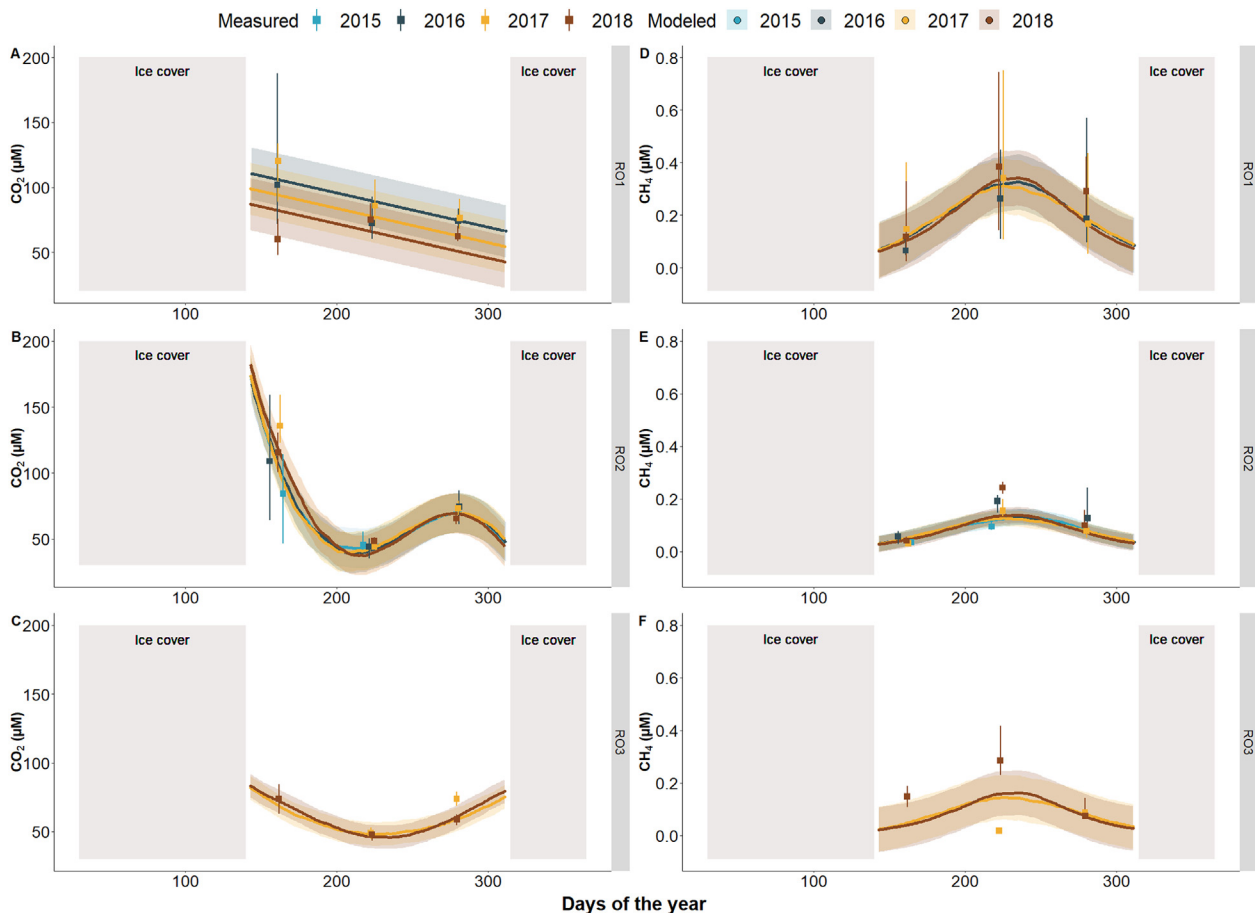 Measured 2015 2016 2017 2018 Modeled 2015 2016 2017 2018
A
200
150
100
50
CO₂ (µM)
Ice cover
Ice cover
RO1
100 200 300
D
0.8
0.6
0.4
0.2
0.0
CH₄ (µM)
Ice cover
Ice cover
RO1
100 200 300
B
200
150
100
50
CO₂ (µM)
Ice cover
Ice cover
RO2
100 200 300
E
0.8
0.6
0.4
0.2
0.0
CH₄ (µM)
Ice cover
Ice cover
RO2
100 200 300
C
200
150
100
50
CO₂ (µM)
Ice cover
Ice cover
RO3
100 200 300
F
0.8
0.6
0.4
0.2
0.0
CH₄ (µM)
Ice cover
Ice cover
RO3
100 200 300
Days of the year